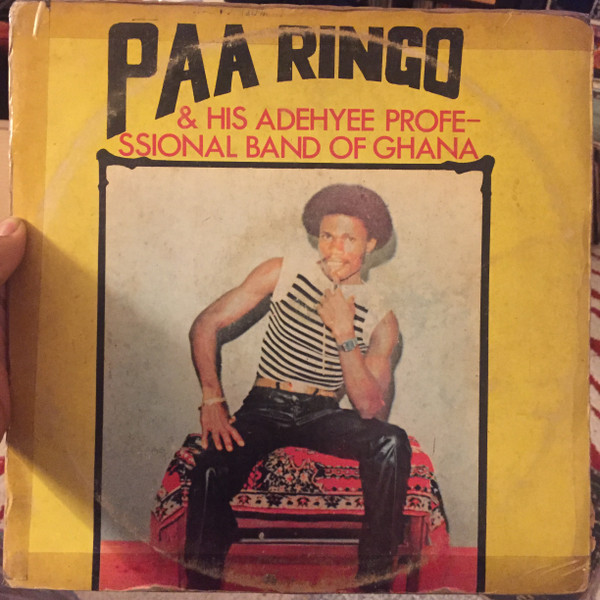 PAA RINGO
& HIS ADEHYEE PROFE-
SSIONAL BAND OF GHANA